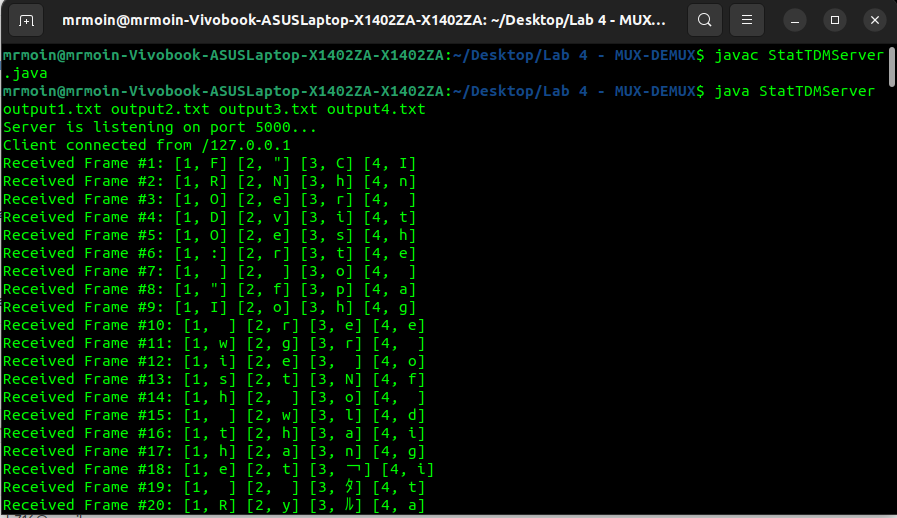 mrmoin@mrmoin-Vivobook-ASUSLaptop-X1402ZA-X1402ZA: ~/Desktop/Lab 4 - MUX...
mrmoin@mrmoin-Vivobook-ASUSLaptop-X1402ZA-X1402ZA:~/Desktop/Lab 4 - MUX-DEMUX$ javac StatTDMServer
.java
mrmoin@mrmoin-Vivobook-ASUSLaptop-X1402ZA-X1402ZA:~/Desktop/Lab 4 - MUX-DEMUX$ java StatTDMServer
output1.txt output2.txt output3.txt output4.txt
Server is listening on port 5000...
Client connected from /127.0.0.1
Received Frame #1: [1, F] [2, "] [3, C] [4, I]
Received Frame #2: [1, R] [2, N] [3, h] [4, n]
Received Frame #3: [1, O] [2, e] [3, r] [4,  ]
Received Frame #4: [1, D] [2, v] [3, i] [4, t]
Received Frame #5: [1, O] [2, e] [3, s] [4, h]
Received Frame #6: [1, :] [2, r] [3, t] [4, e]
Received Frame #7: [1,  ] [2,  ] [3, o] [4,  ]
Received Frame #8: [1, "] [2, f] [3, p] [4, a]
Received Frame #9: [1, I] [2, o] [3, h] [4, g]
Received Frame #10: [1,  ] [2, r] [3, e] [4, e]
Received Frame #11: [1, w] [2, g] [3, r] [4,  ]
Received Frame #12: [1, i] [2, e] [3,  ] [4, o]
Received Frame #13: [1, s] [2, t] [3, N] [4, f]
Received Frame #14: [1, h] [2,  ] [3, o] [4,  ]
Received Frame #15: [1,  ] [2, w] [3, l] [4, d]
Received Frame #16: [1, t] [2, h] [3, a] [4, i]
Received Frame #17: [1, h] [2, a] [3, n] [4, g]
Received Frame #18: [1, e] [2, t] [3, ] [4, i]
Received Frame #19: [1,  ] [2,  ] [3, ﾀ] [4, t]
Received Frame #20: [1, R] [2, y] [3, ﾙ] [4, a]